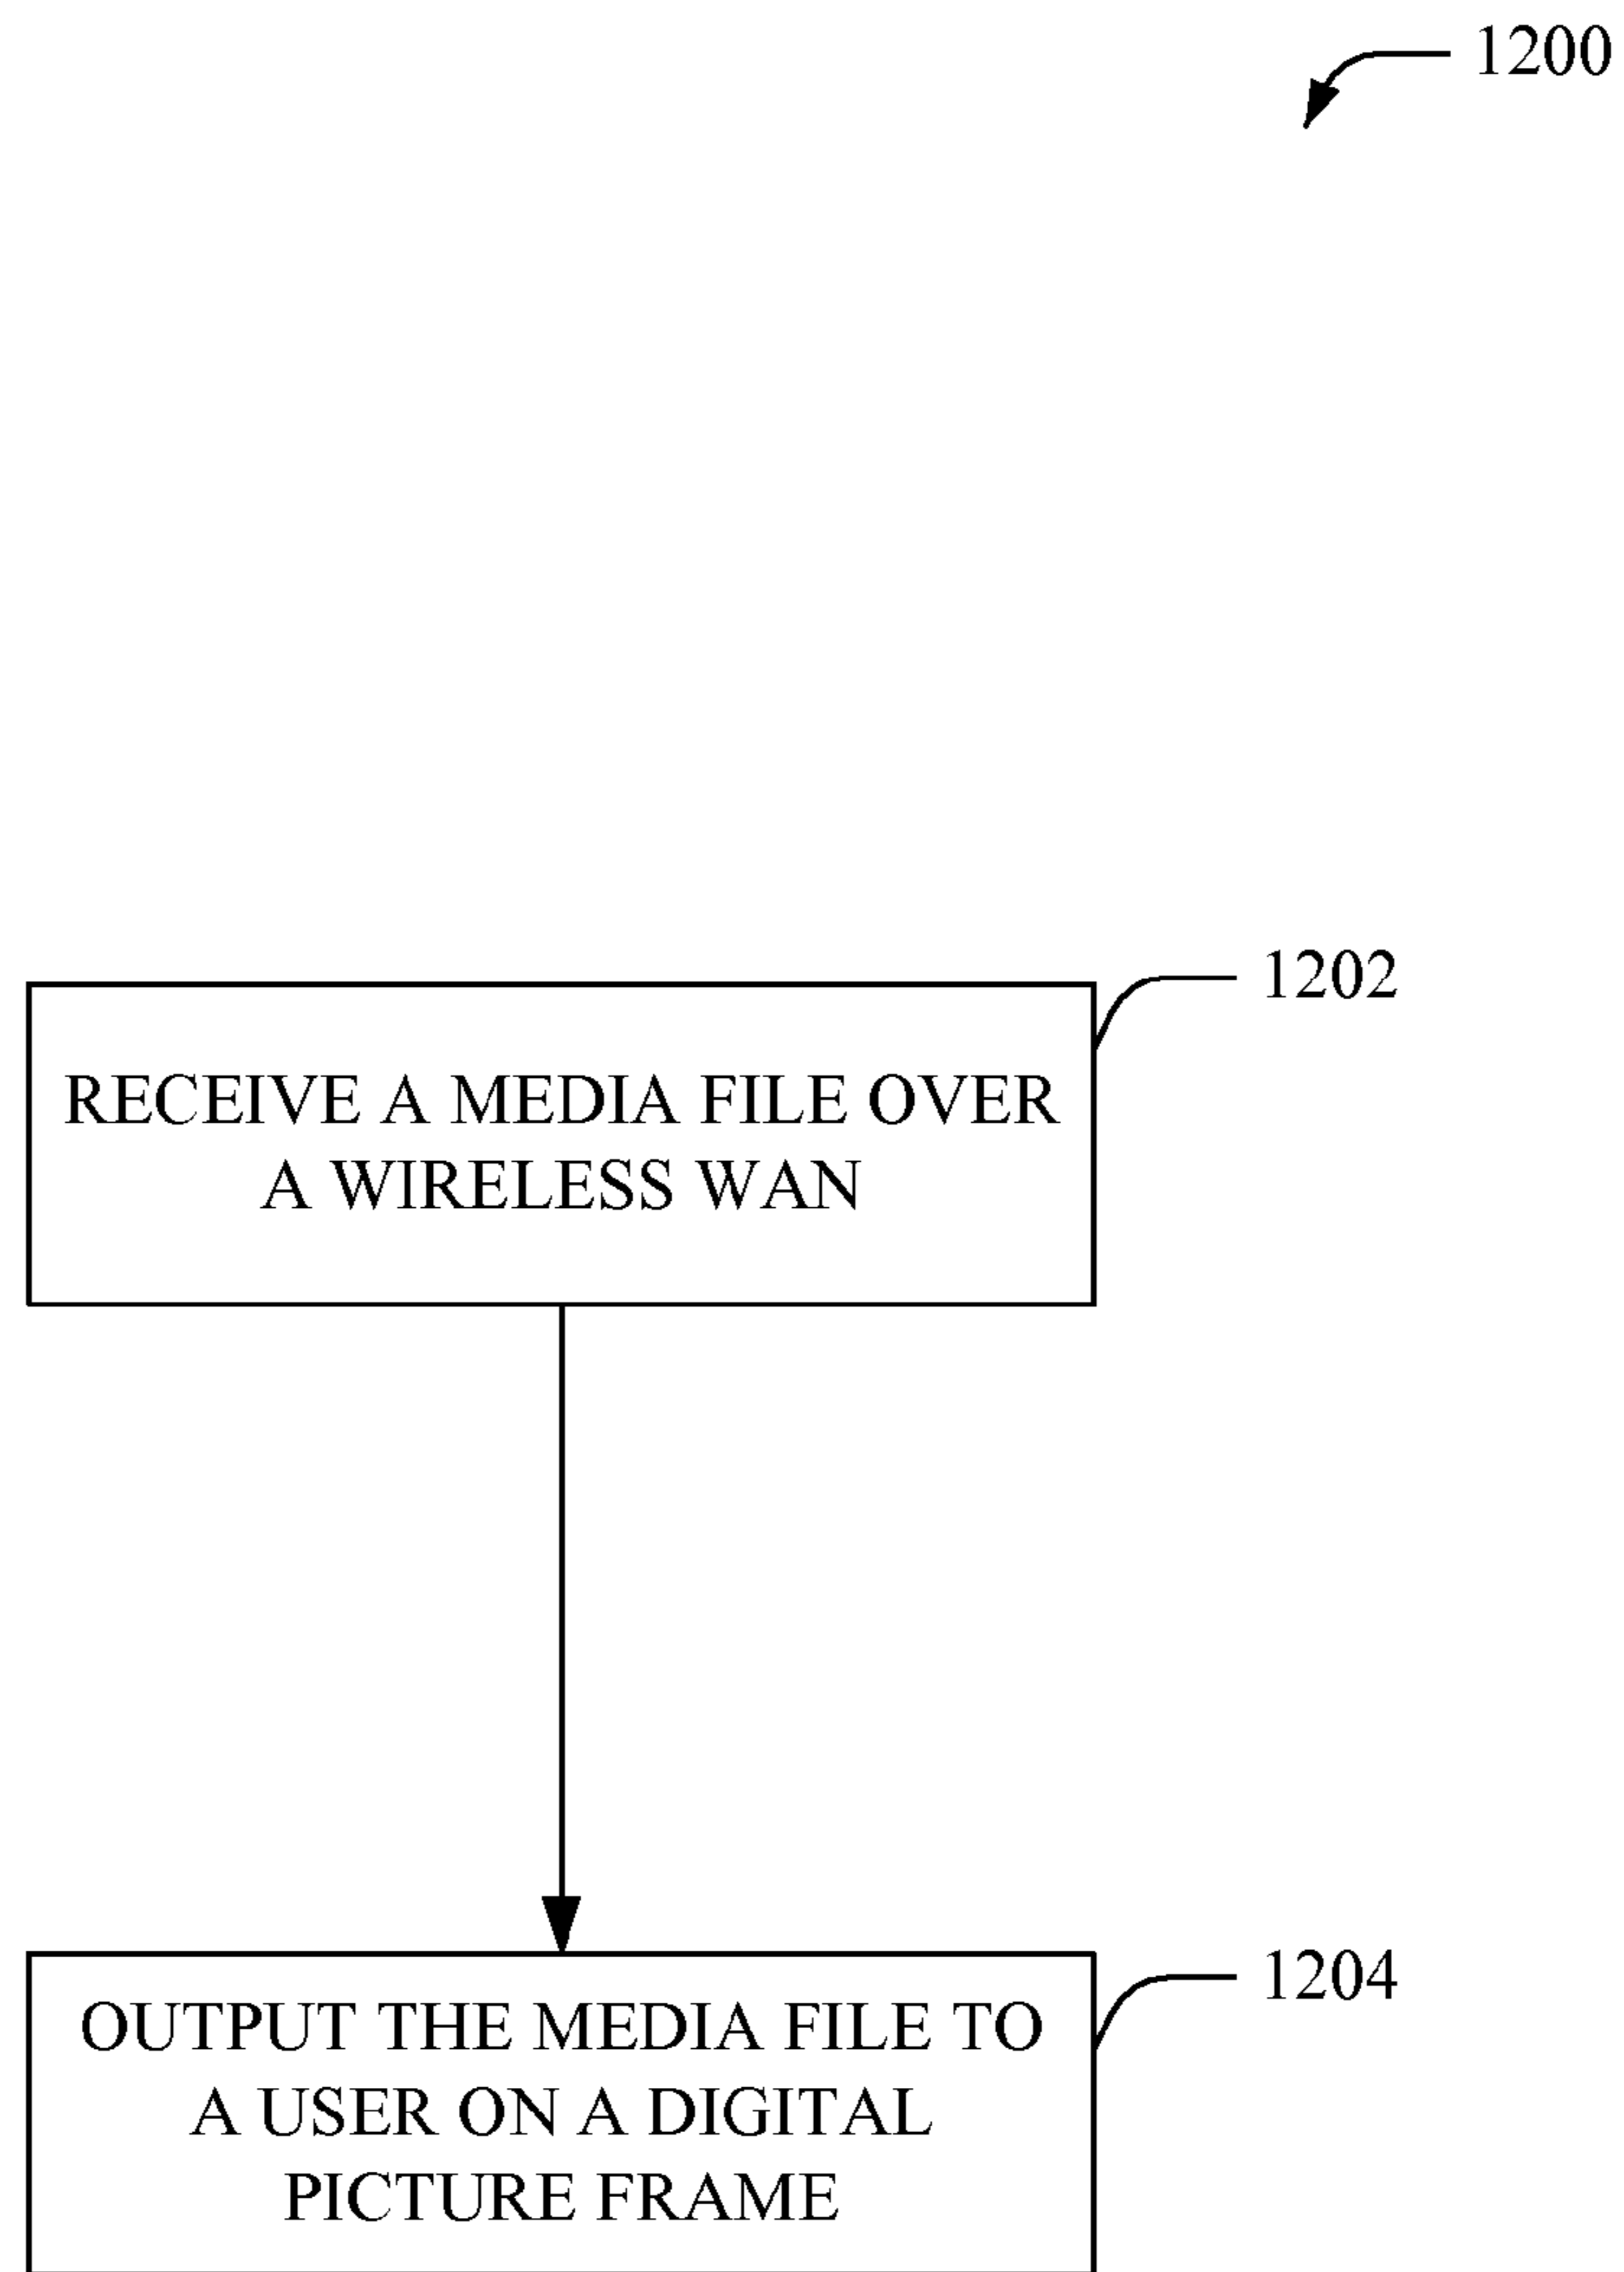 1200
1202
RECEIVE A MEDIA FILE OVER
A WIRELESS WAN
1204
OUTPUT THE MEDIA FILE TO
A USER ON A DIGITAL
PICTURE FRAME